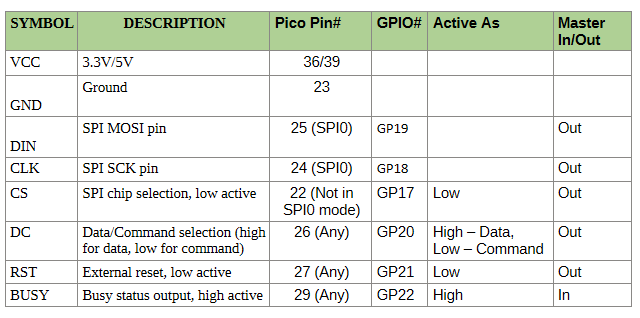 SYMBOL DESCRIPTION Pico Pin# GPIO# Active As Master
In/Out
VCC 3.3V/5V 36/39
Ground 23
GND
SPI MOSI pin 25 (SPI0) GP19 Out
DIN
CLK SPI SCK pin 24 (SPI0) GP18 Out
CS SPI chip selection, low active 22 (Not in GP17 Low Out
SPI0 mode)
DC Data/Command selection (high 26 (Any) GP20 High – Data, Out
for data, low for command) Low – Command
RST External reset, low active 27 (Any) GP21 Low Out
BUSY Busy status output, high active 29 (Any) GP22 High In